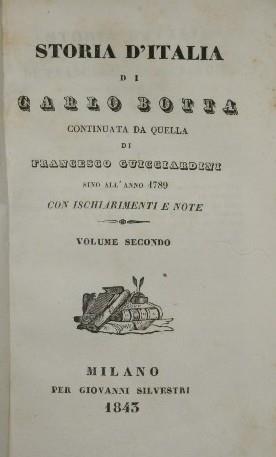 STORIA D'ITALIA
DI
CARLO BOTTA
CONTINUATA DA QUELLA
DI
FRANCESCO GUICCIARDINI
SINO ALL'ANNO 1789
CON ISCHIARIMENTI E NOTE
VOLUME SECONDO
MILANO
PER GIOVANNI SILVESTRI
1843